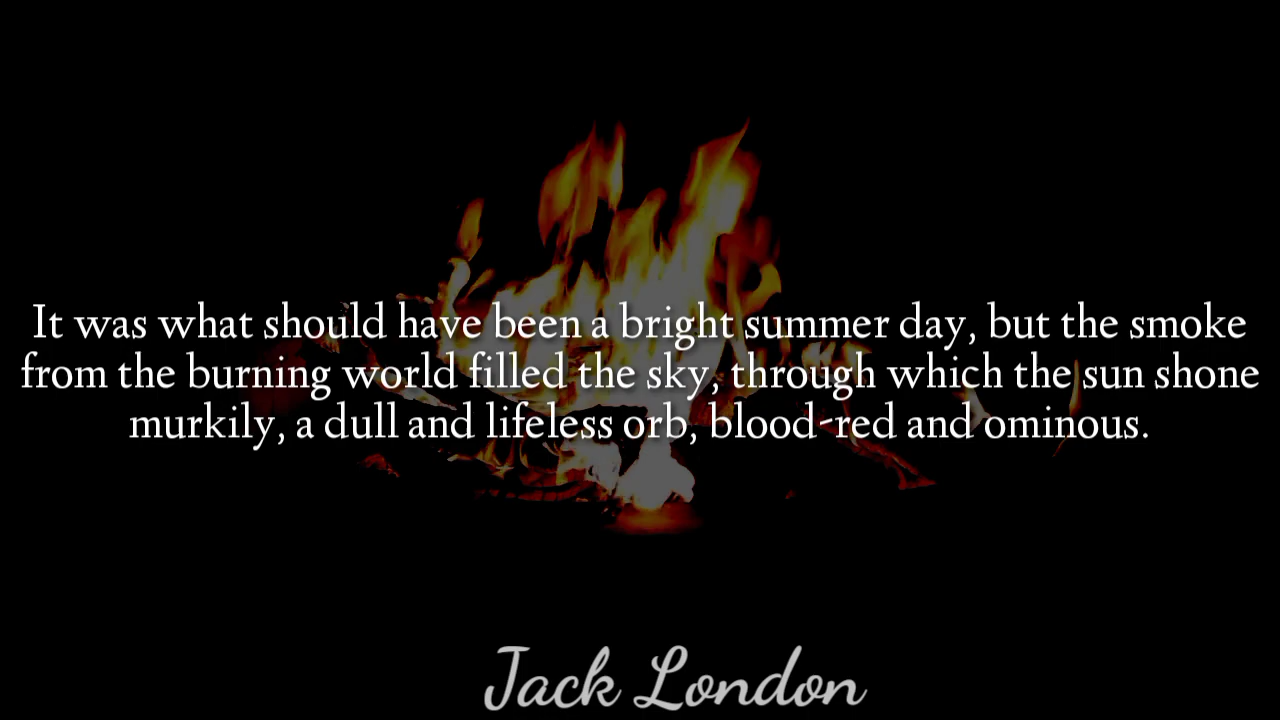 It was what should have been a bright summer day, but the smoke
from the burning world filled the sky, through which the sun shone
murkily, a dull and lifeless orb, blood-red and ominous.
Jack London